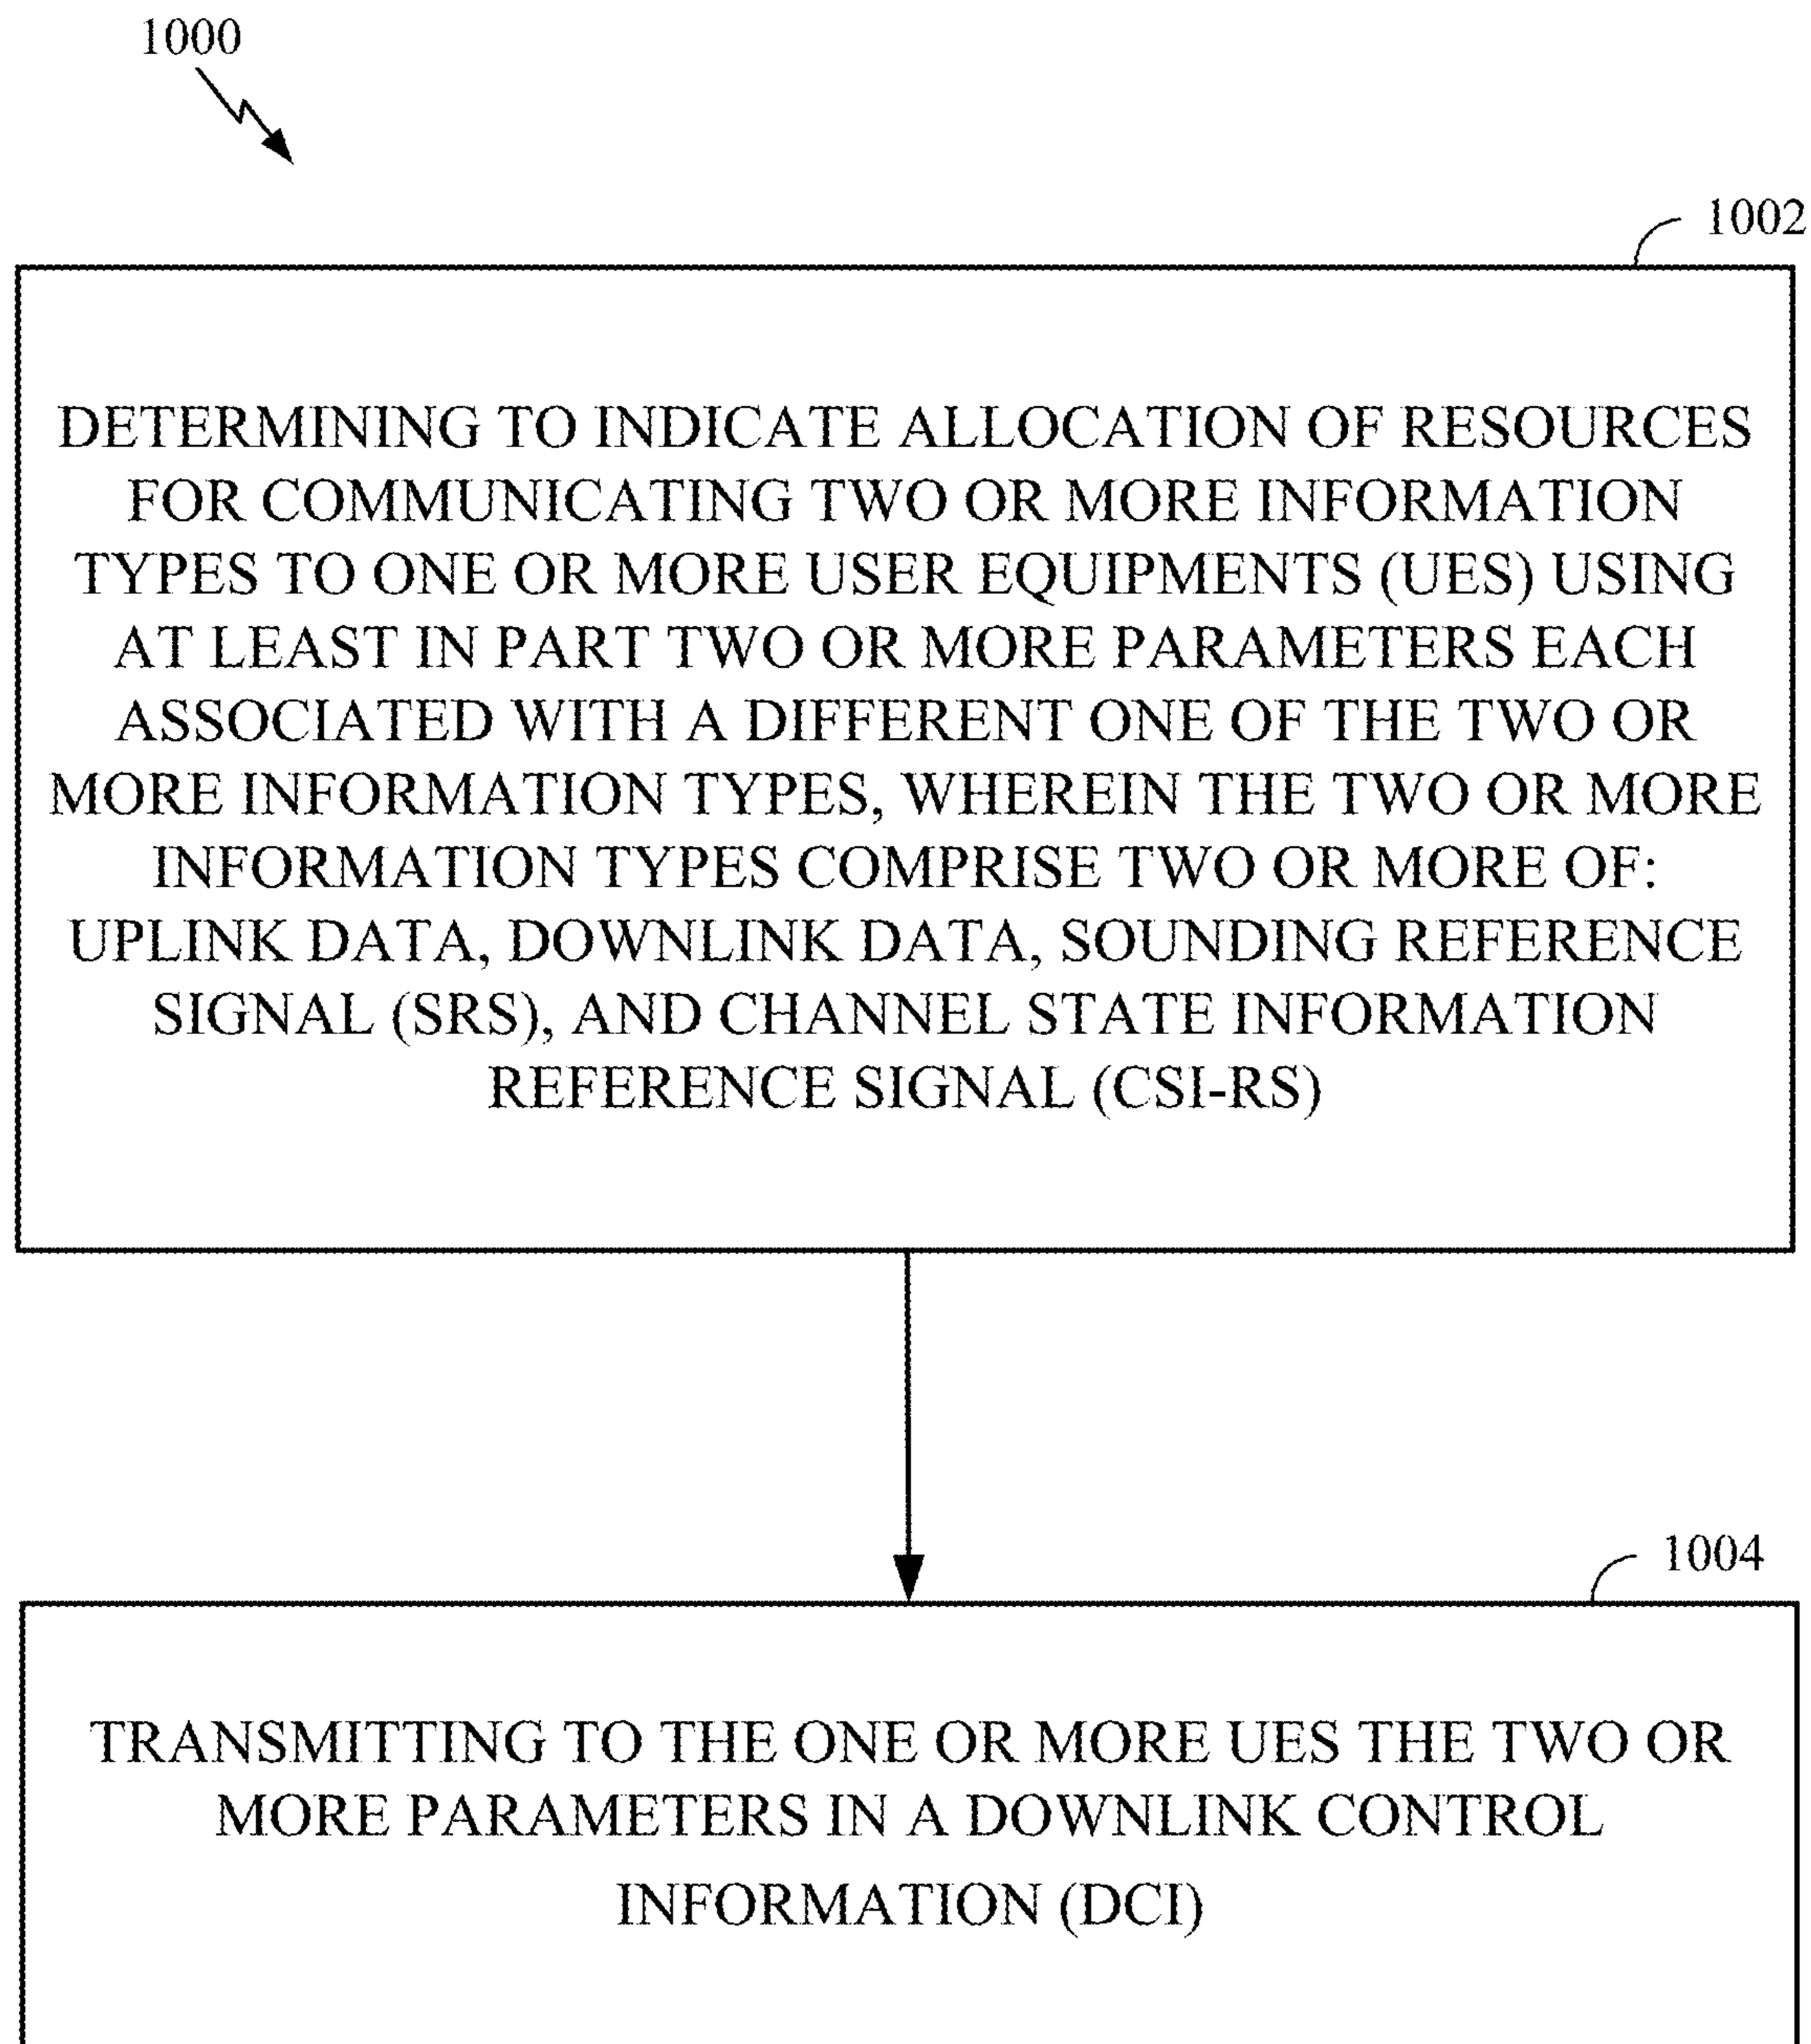 1000
1002
DETERMINING TO INDICATE ALLOCATION OF RESOURCES
FOR COMMUNICATING TWO OR MORE INFORMATION
TYPES TO ONE OR MORE USER EQUIPMENTS (UES) USING
AT LEAST IN PART TWO OR MORE PARAMETERS EACH
ASSOCIATED WITH A DIFFERENT ONE OF THE TWO OR
MORE INFORMATION TYPES, WHEREIN THE TWO OR MORE
INFORMATION TYPES COMPRISE TWO OR MORE OF:
UPLINK DATA, DOWNLINK DATA, SOUNDING REFERENCE
SIGNAL (SRS), AND CHANNEL STATE INFORMATION
REFERENCE SIGNAL (CSI-RS)
1004
TRANSMITTING TO THE ONE OR MORE UES THE TWO OR
MORE PARAMETERS IN A DOWNLINK CONTROL
INFORMATION (DCI)